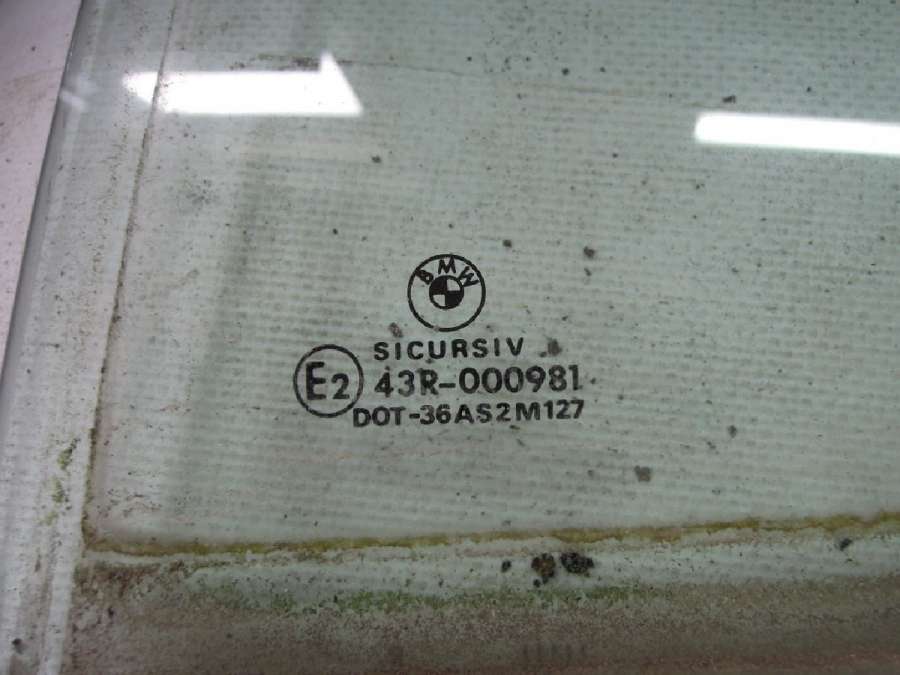 BMW
SICURSIV
E2 43R-000981
DOT-36AS2M127